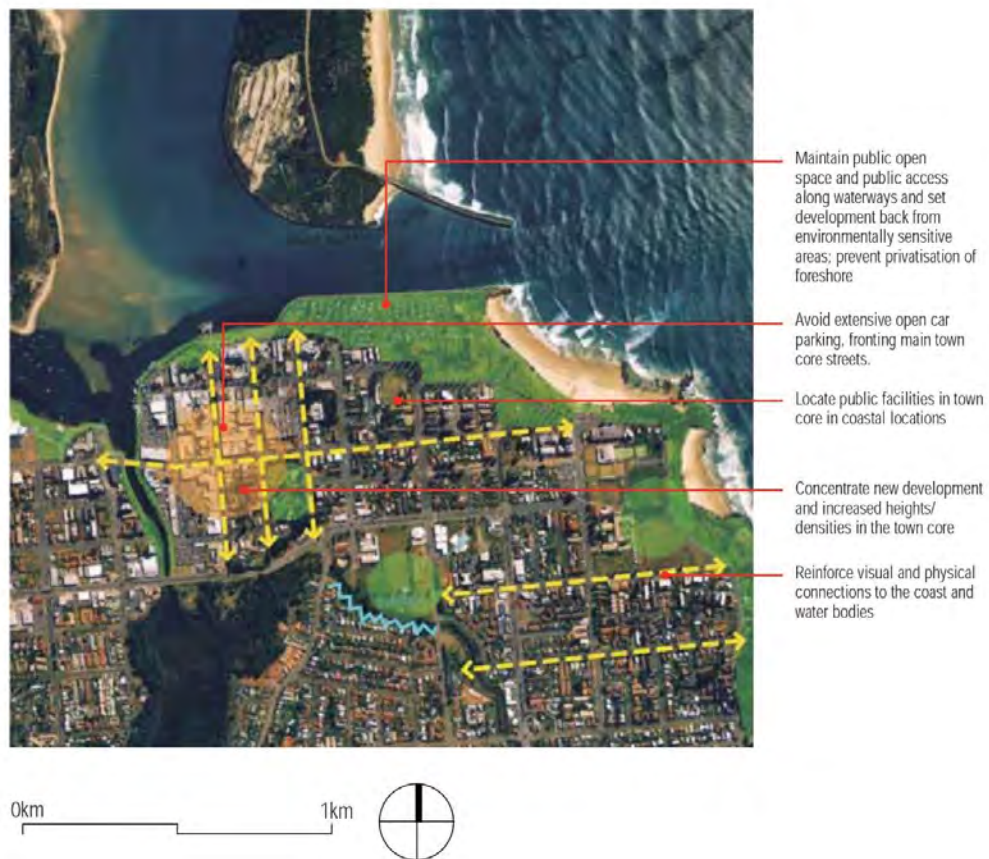 Maintain public open
space and public access
along waterways and set
development back from
environmentally sensitive
areas; prevent privatisation of
foreshore
Avoid extensive open car
parking, fronting main town
core streets.
Locate public facilities in town
core in coastal locations
Concentrate new development
and increased heights/
densities in the town core
Reinforce visual and physical
connections to the coast and
water bodies
0km 1km